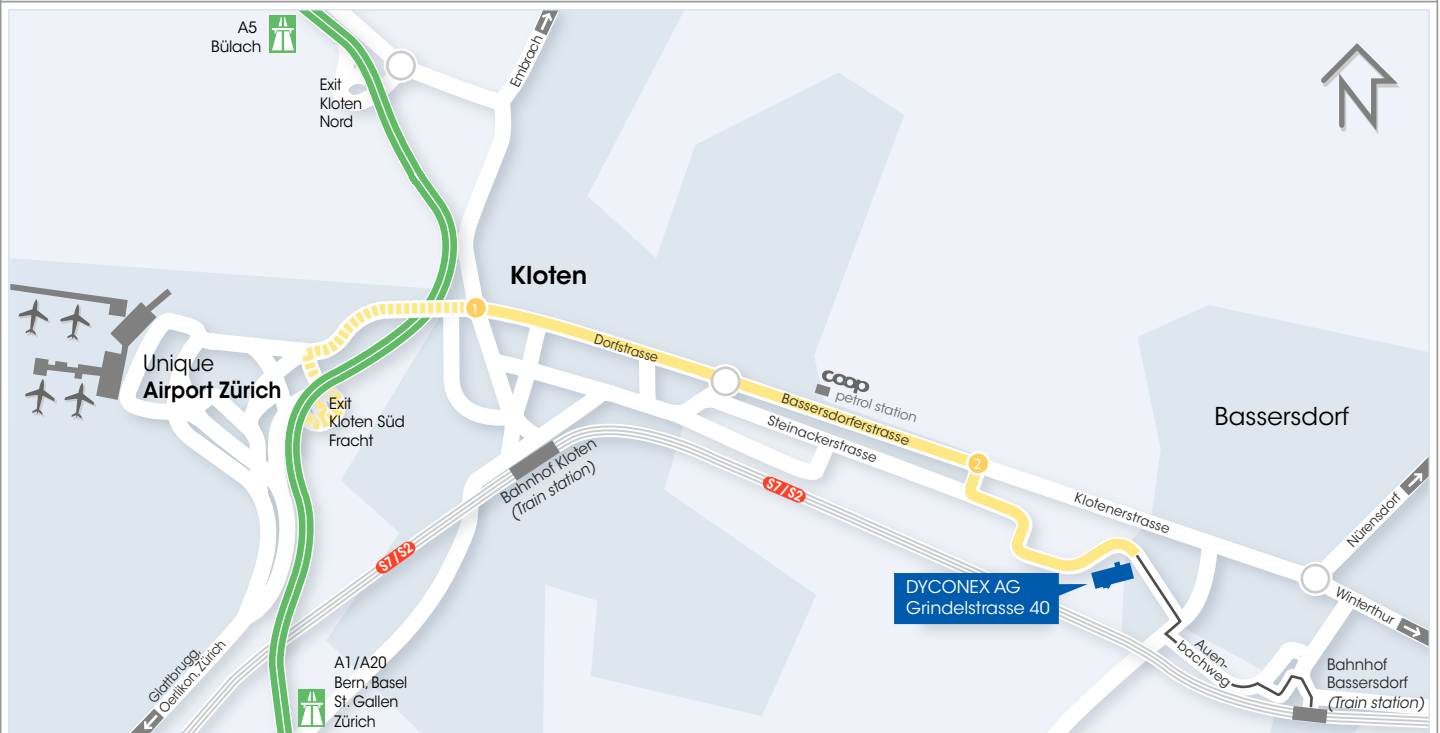 A5
Bülach
Exit
Kloten
Nord
Embrach
N
Kloten
1
Unique
Airport Zürich
Exit
Kloten Süd
Fracht
Dorfstrasse
coop
petrol station
Bassersdorferstrasse
Steinackerstrasse
2
Bassersdorf
Bahnhof Kloten
(Train station)
S7/S2
S7/S2
Klotenerstrasse
Nürensdorf
DYCONEX AG
Grindelstrasse 40
Winterthur
Auen-
bachweg
Bahnhof
Bassersdorf
(Train station)
Glattbrugg,
Oerlikon, Zürich
A1/A20
Bern, Basel
St. Gallen
Zürich